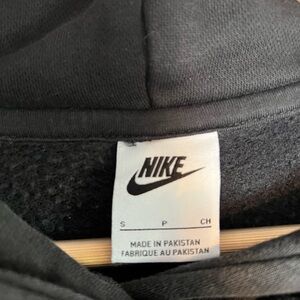 NIKE
S P CH
MADE IN PAKISTAN
FABRIQUE AU PAKISTAN